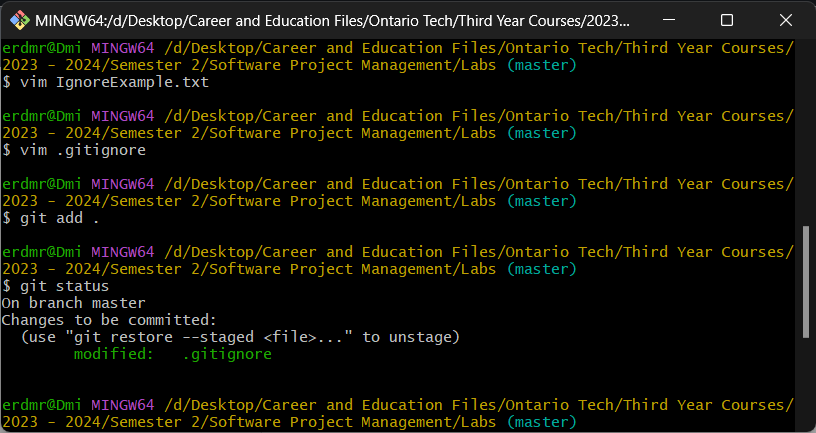 MINGW64:/d/Desktop/Career and Education Files/Ontario Tech/Third Year Courses/2023...
erdmr@Dmi MINGW64 /d/Desktop/Career and Education Files/Ontario Tech/Third Year Courses/
2023 - 2024/Semester 2/Software Project Management/Labs (master)
$ vim IgnoreExample.txt
erdmr@Dmi MINGW64 /d/Desktop/Career and Education Files/Ontario Tech/Third Year Courses/
2023 - 2024/Semester 2/Software Project Management/Labs (master)
$ vim .gitignore
erdmr@Dmi MINGW64 /d/Desktop/Career and Education Files/Ontario Tech/Third Year Courses/
2023 - 2024/Semester 2/Software Project Management/Labs (master)
$ git add .
erdmr@Dmi MINGW64 /d/Desktop/Career and Education Files/Ontario Tech/Third Year Courses/
2023 - 2024/Semester 2/Software Project Management/Labs (master)
$ git status
On branch master
Changes to be committed:
  (use "git restore --staged <file>..." to unstage)
        modified:   .gitignore
erdmr@Dmi MINGW64 /d/Desktop/Career and Education Files/Ontario Tech/Third Year Courses/
2023 - 2024/Semester 2/Software Project Management/Labs (master)